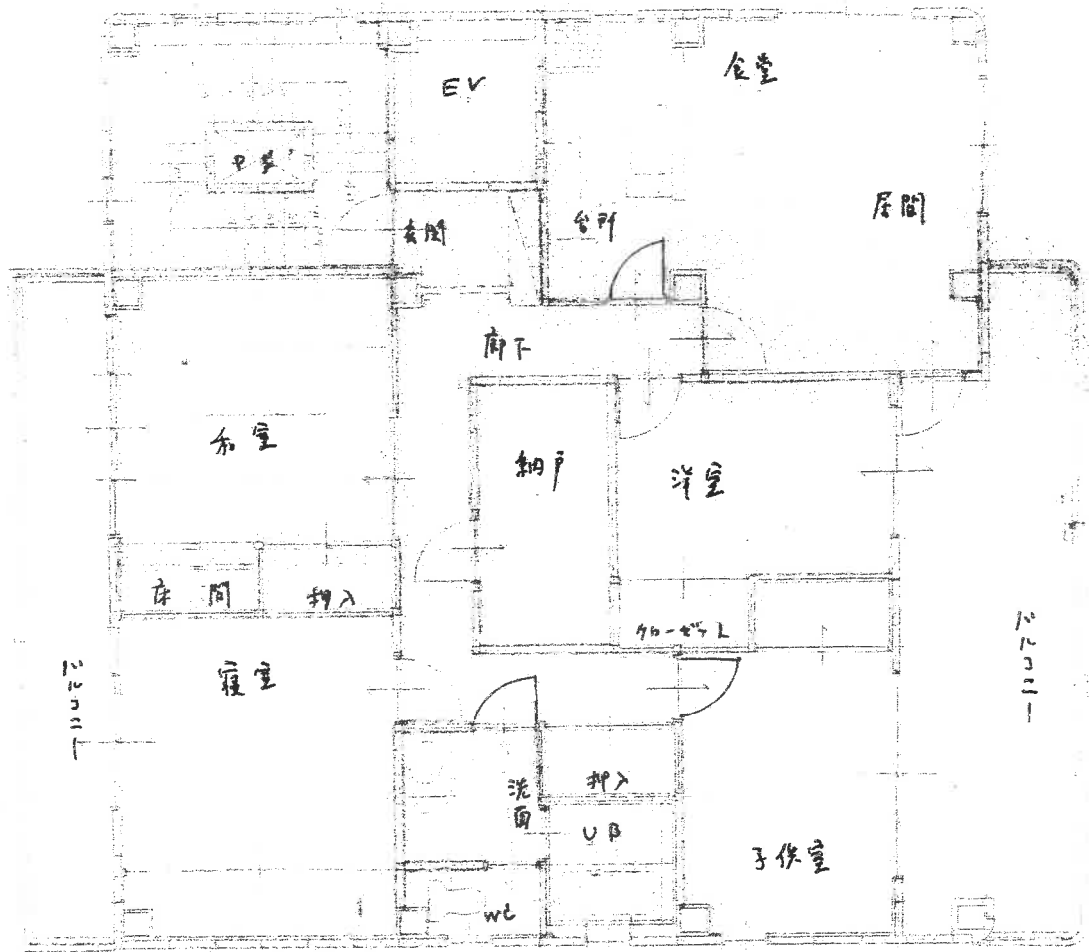 食堂
EV
居間
台所
玄関
廊下
和室
納戸
洋室
床間
押入
クローゼット
寝室
バルコニー
バルコニー
洗面
押入
UB
子供室
WC